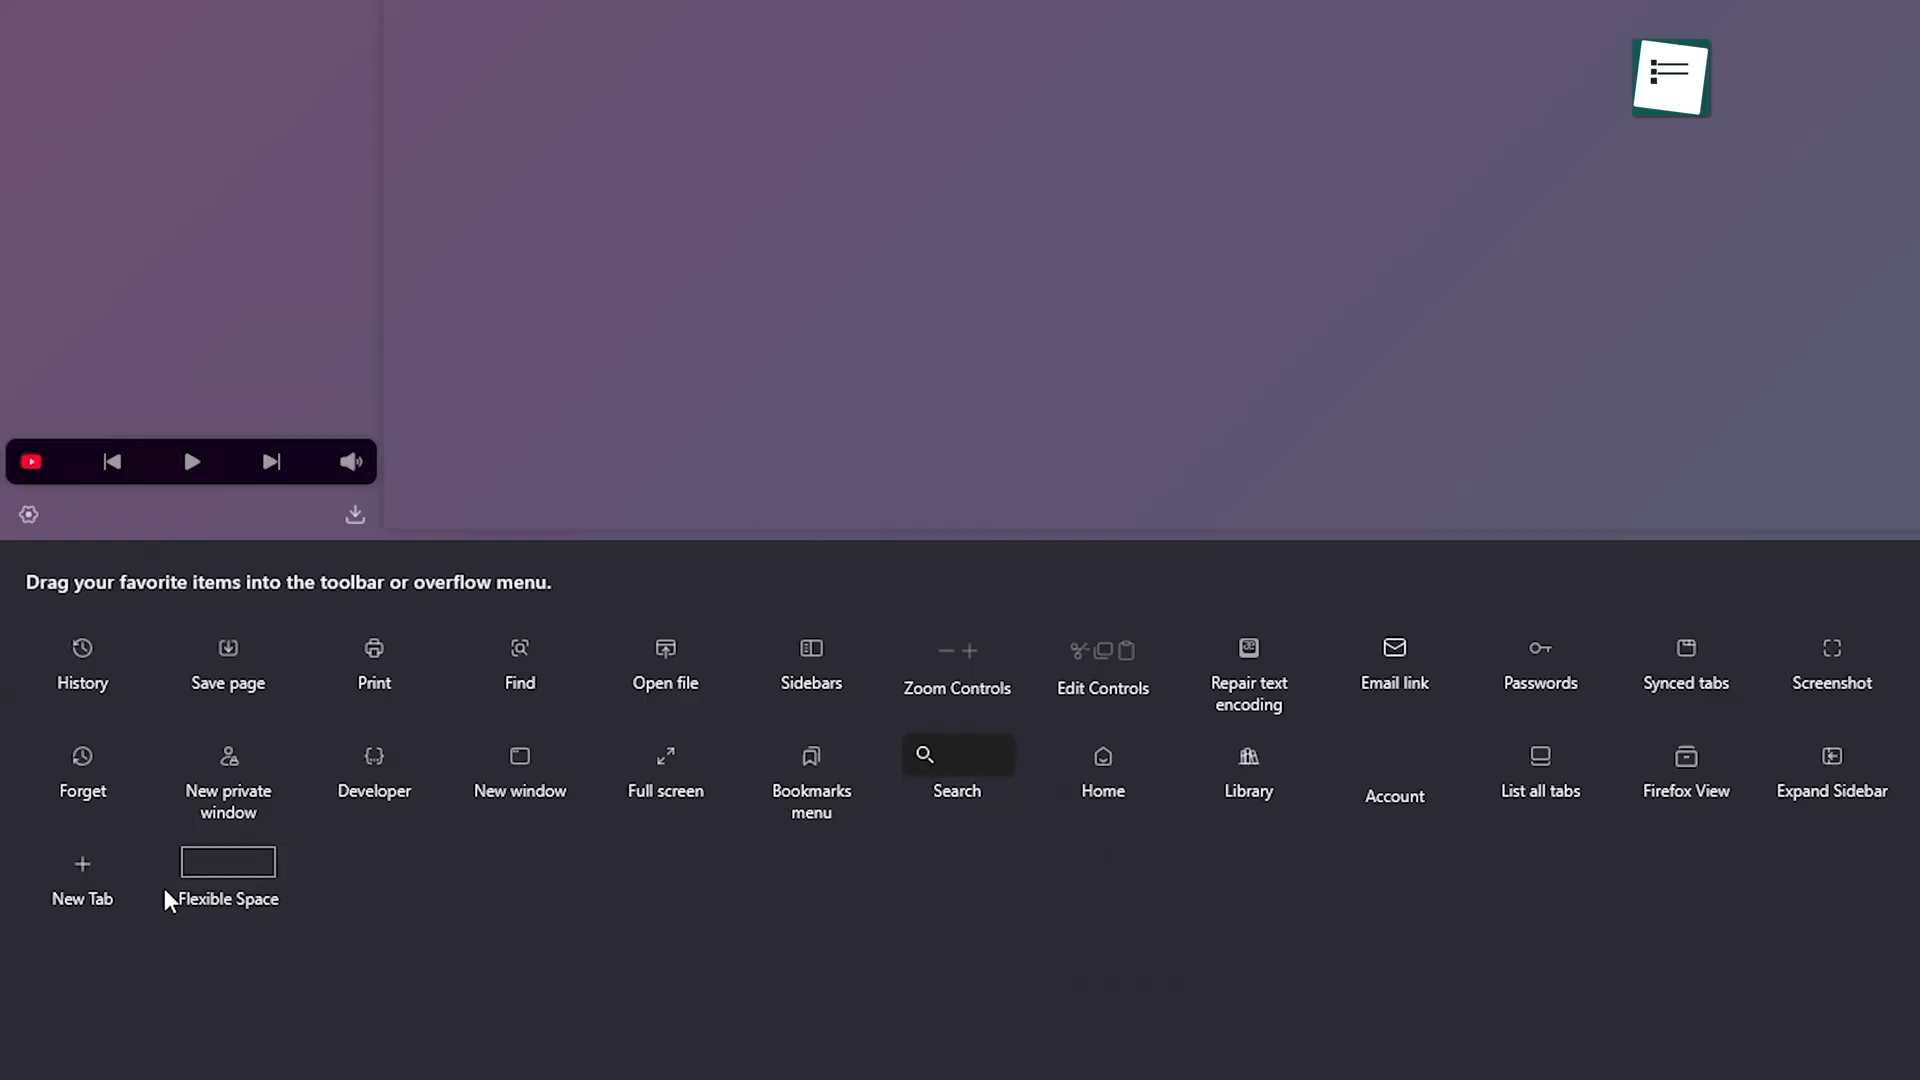 Drag your favorite items into the toolbar or overflow menu.
History
Save page
Print
Find
Open file
Sidebars
Zoom Controls
Edit Controls
Repair text
encoding
Email link
Passwords
Synced tabs
Screenshot
Forget
New private
window
Developer
New window
Full screen
Bookmarks
menu
Search
Home
Library
Account
List all tabs
Firefox View
Expand Sidebar
New Tab
Flexible Space